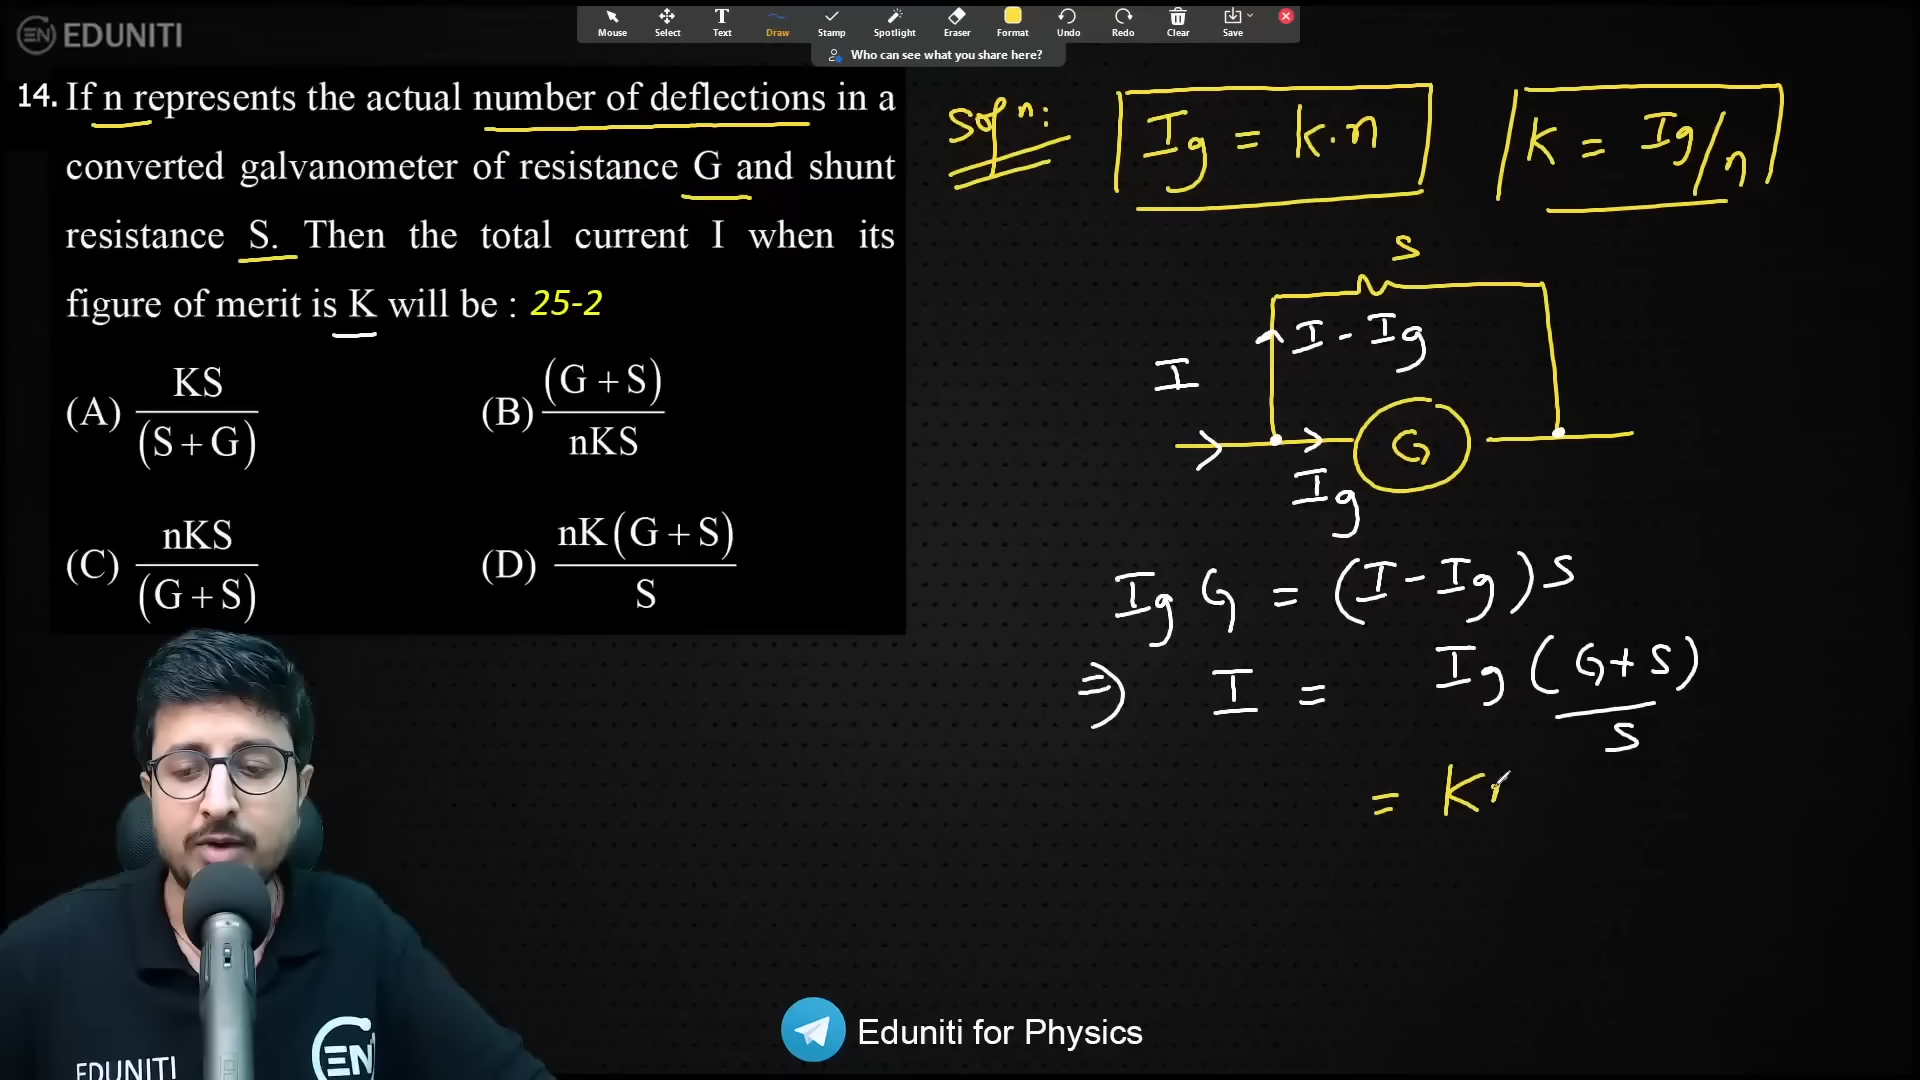 EN EDUNITI
Mouse Select Text Draw Stamp Spotlight Eraser Format Undo Redo Clear Save
Who can see what you share here?
14. If n represents the actual number of deflections in a
converted galvanometer of resistance G and shunt
resistance S. Then the total current I when its
figure of merit is K will be : 25-2
(A) KS/(S + G)
(B) (G + S)/nKS
(C) nKS/(G + S)
(D) nK(G + S)/S
Solⁿ:
Ig = k.n
K = Ig/n
S
I - Ig
I
G
Ig
Ig G = (I - Ig) S
⇒ I = Ig (G+S)/S
= K
EDUNITI
EN
Eduniti for Physics